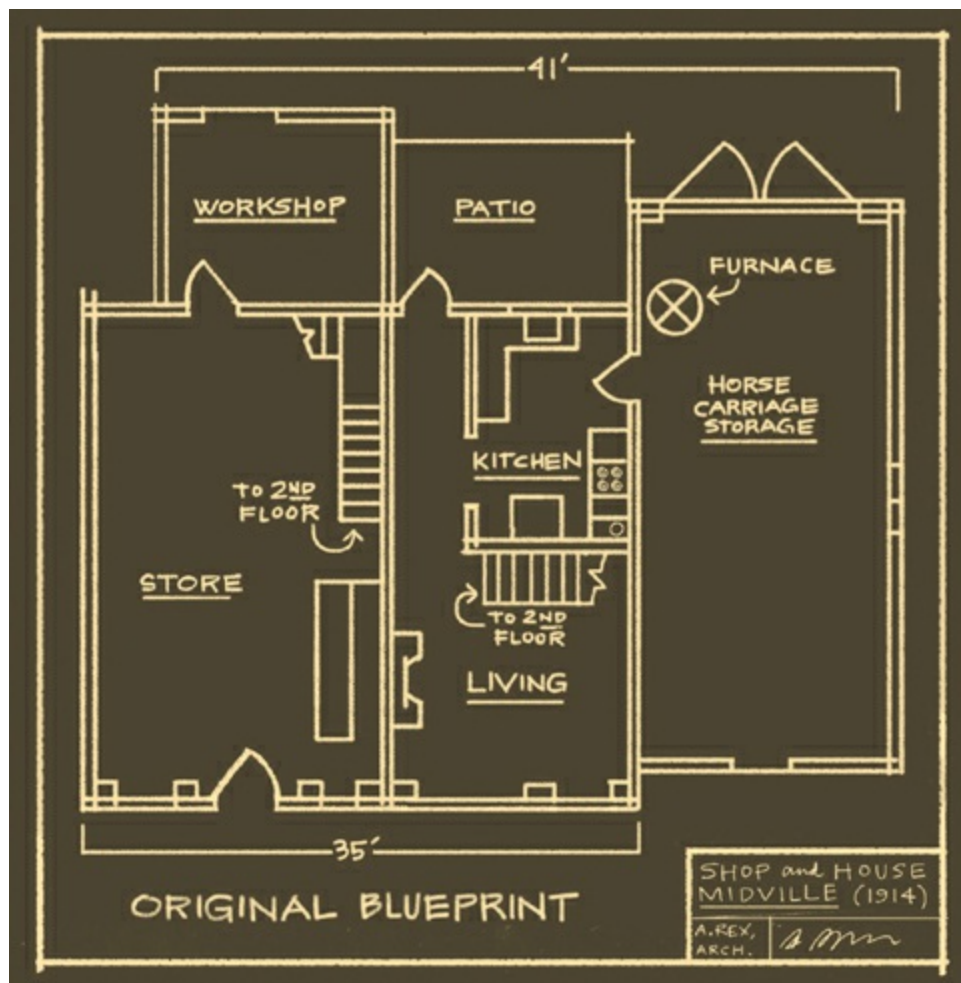 41′
WORKSHOP
PATIO
FURNACE
HORSE
CARRIAGE
STORAGE
KITCHEN
TO 2ND
FLOOR
STORE
TO 2ND
FLOOR
LIVING
35′
ORIGINAL BLUEPRINT
SHOP and HOUSE
MIDVILLE (1914)
A.REX,
ARCH.